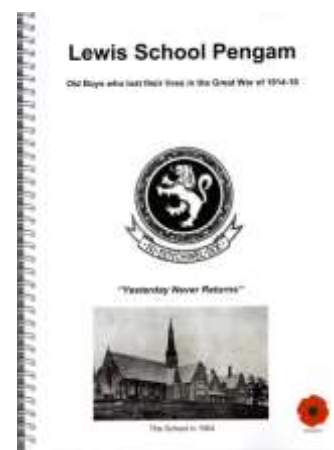 Lewis School Pengam
Old Boys who lost their lives in the Great War of 1914-18
"Yesterday Never Returns"
The School in